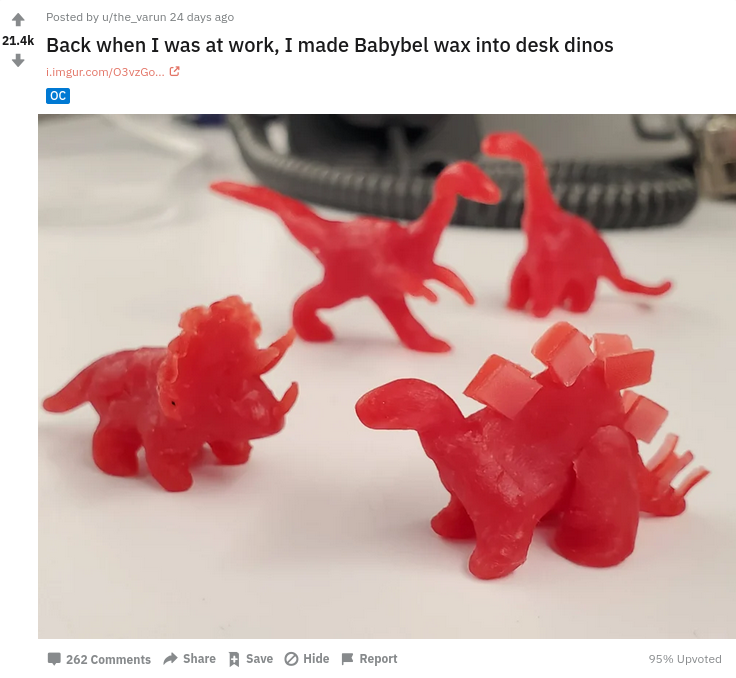 Posted by u/the_varun 24 days ago
21.4k
Back when I was at work, I made Babybel wax into desk dinos
i.imgur.com/O3vzGo...
OC
262 Comments Share Save Hide Report 95% Upvoted